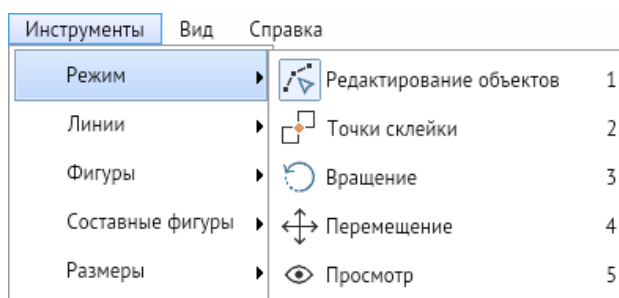 Инструменты Вид Справка
Режим
Редактирование объектов 1
Линии
Точки склейки 2
Фигуры
Вращение 3
Составные фигуры
Перемещение 4
Размеры
Просмотр 5